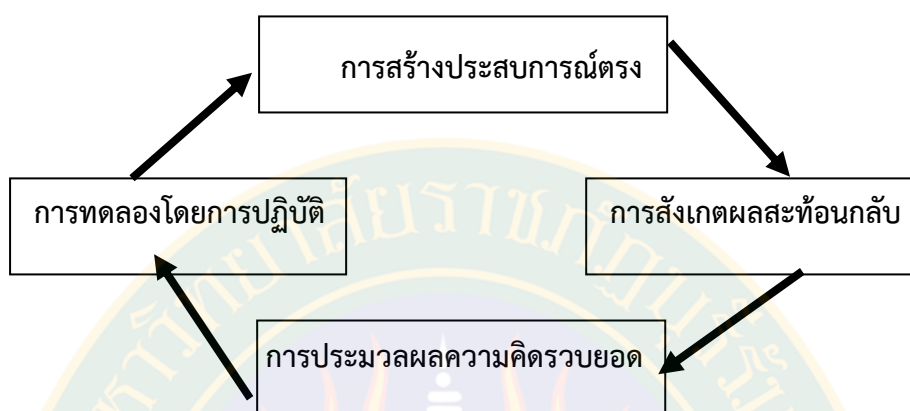 การสร้างประสบการณ์ตรง
การทดลองโดยการปฏิบัติ
การสังเกตผลสะท้อนกลับ
การประมวลผลความคิดรวบยอด